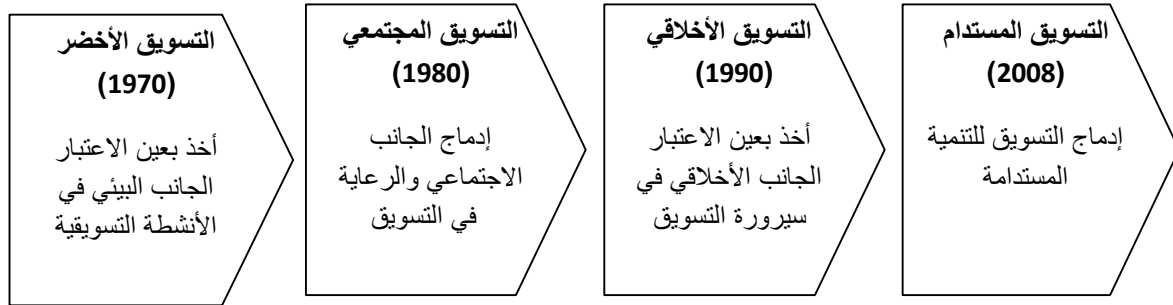 التسويق الأخضر
(1970)
أخذ بعين الاعتبار
الجانب البيئي في
الأنشطة التسويقية
التسويق المجتمعي
(1980)
إدماج الجانب
الاجتماعي والرعاية
في التسويق
التسويق الأخلاقي
(1990)
أخذ بعين الاعتبار
الجانب الأخلاقي في
سيرورة التسويق
التسويق المستدام
(2008)
إدماج التسويق للتنمية
المستدامة